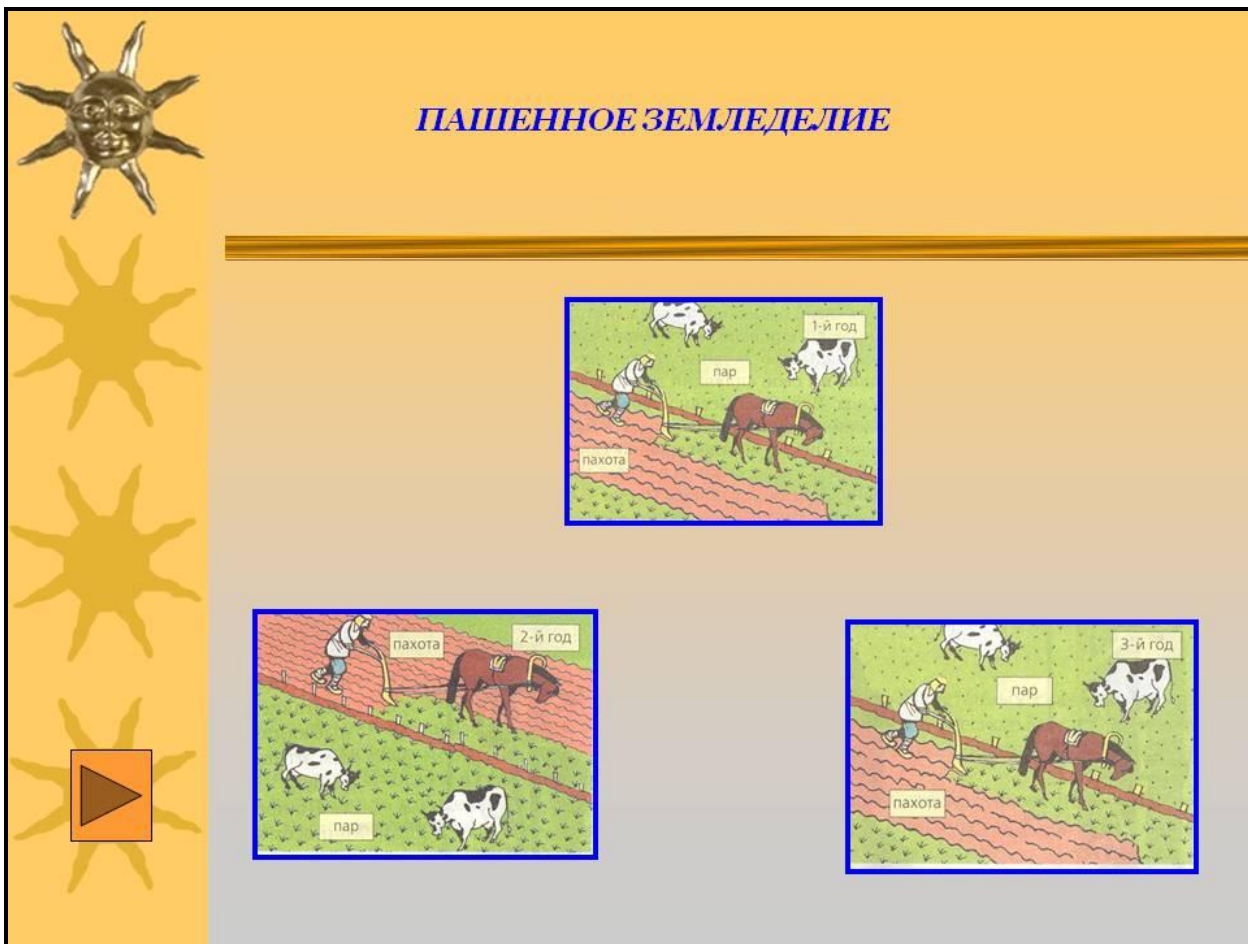 ПАШЕННОЕ ЗЕМЛЕДЕЛИЕ
1-й год
пар
пахота
2-й год
пахота
пар
3-й год
пар
пахота